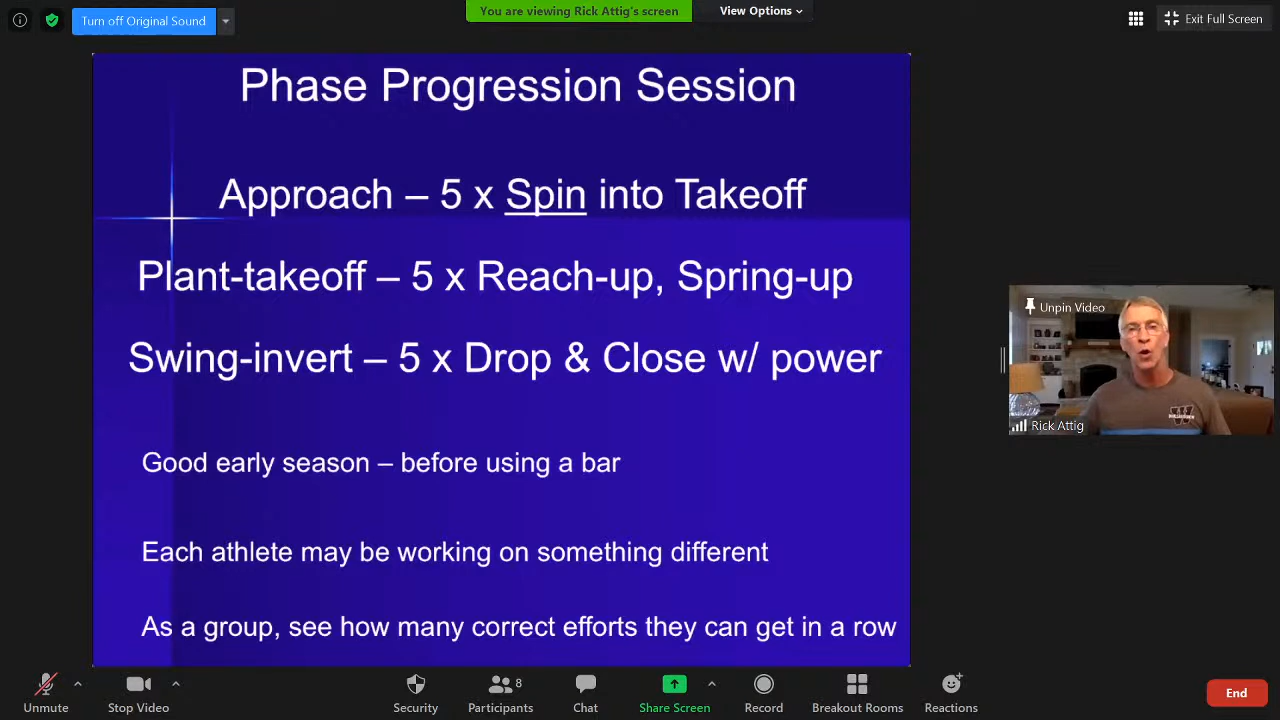 Turn off Original Sound
You are viewing Rick Attig's screen
View Options
Exit Full Screen
Phase Progression Session
Approach – 5 x Spin into Takeoff
Plant-takeoff – 5 x Reach-up, Spring-up
Swing-invert – 5 x Drop & Close w/ power
Good early season – before using a bar
Each athlete may be working on something different
As a group, see how many correct efforts they can get in a row
Unpin Video
W
Rick Attig
Unmute
Stop Video
Security
Participants
8
Chat
Share Screen
Record
Breakout Rooms
Reactions
End